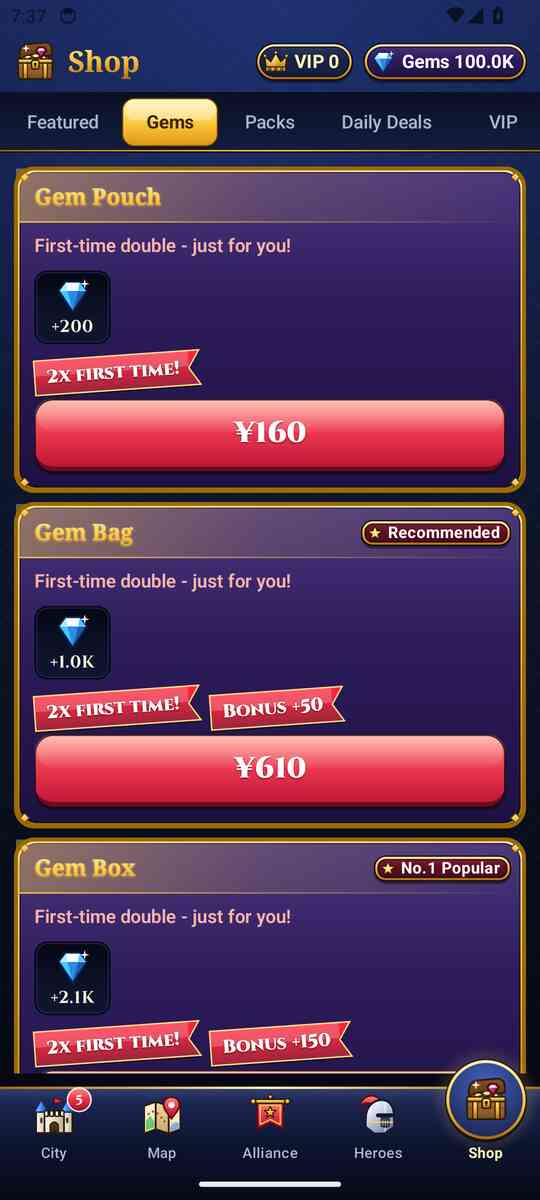 7:37
Shop
VIP 0
Gems 100.0K
Featured
Gems
Packs
Daily Deals
VIP
Gem Pouch
First-time double - just for you!
+200
2X FIRST TIME!
¥160
Gem Bag
Recommended
First-time double - just for you!
+1.0K
2X FIRST TIME!
BONUS +50
¥610
Gem Box
No.1 Popular
First-time double - just for you!
+2.1K
2X FIRST TIME!
BONUS +150
5
City
Map
Alliance
Heroes
Shop